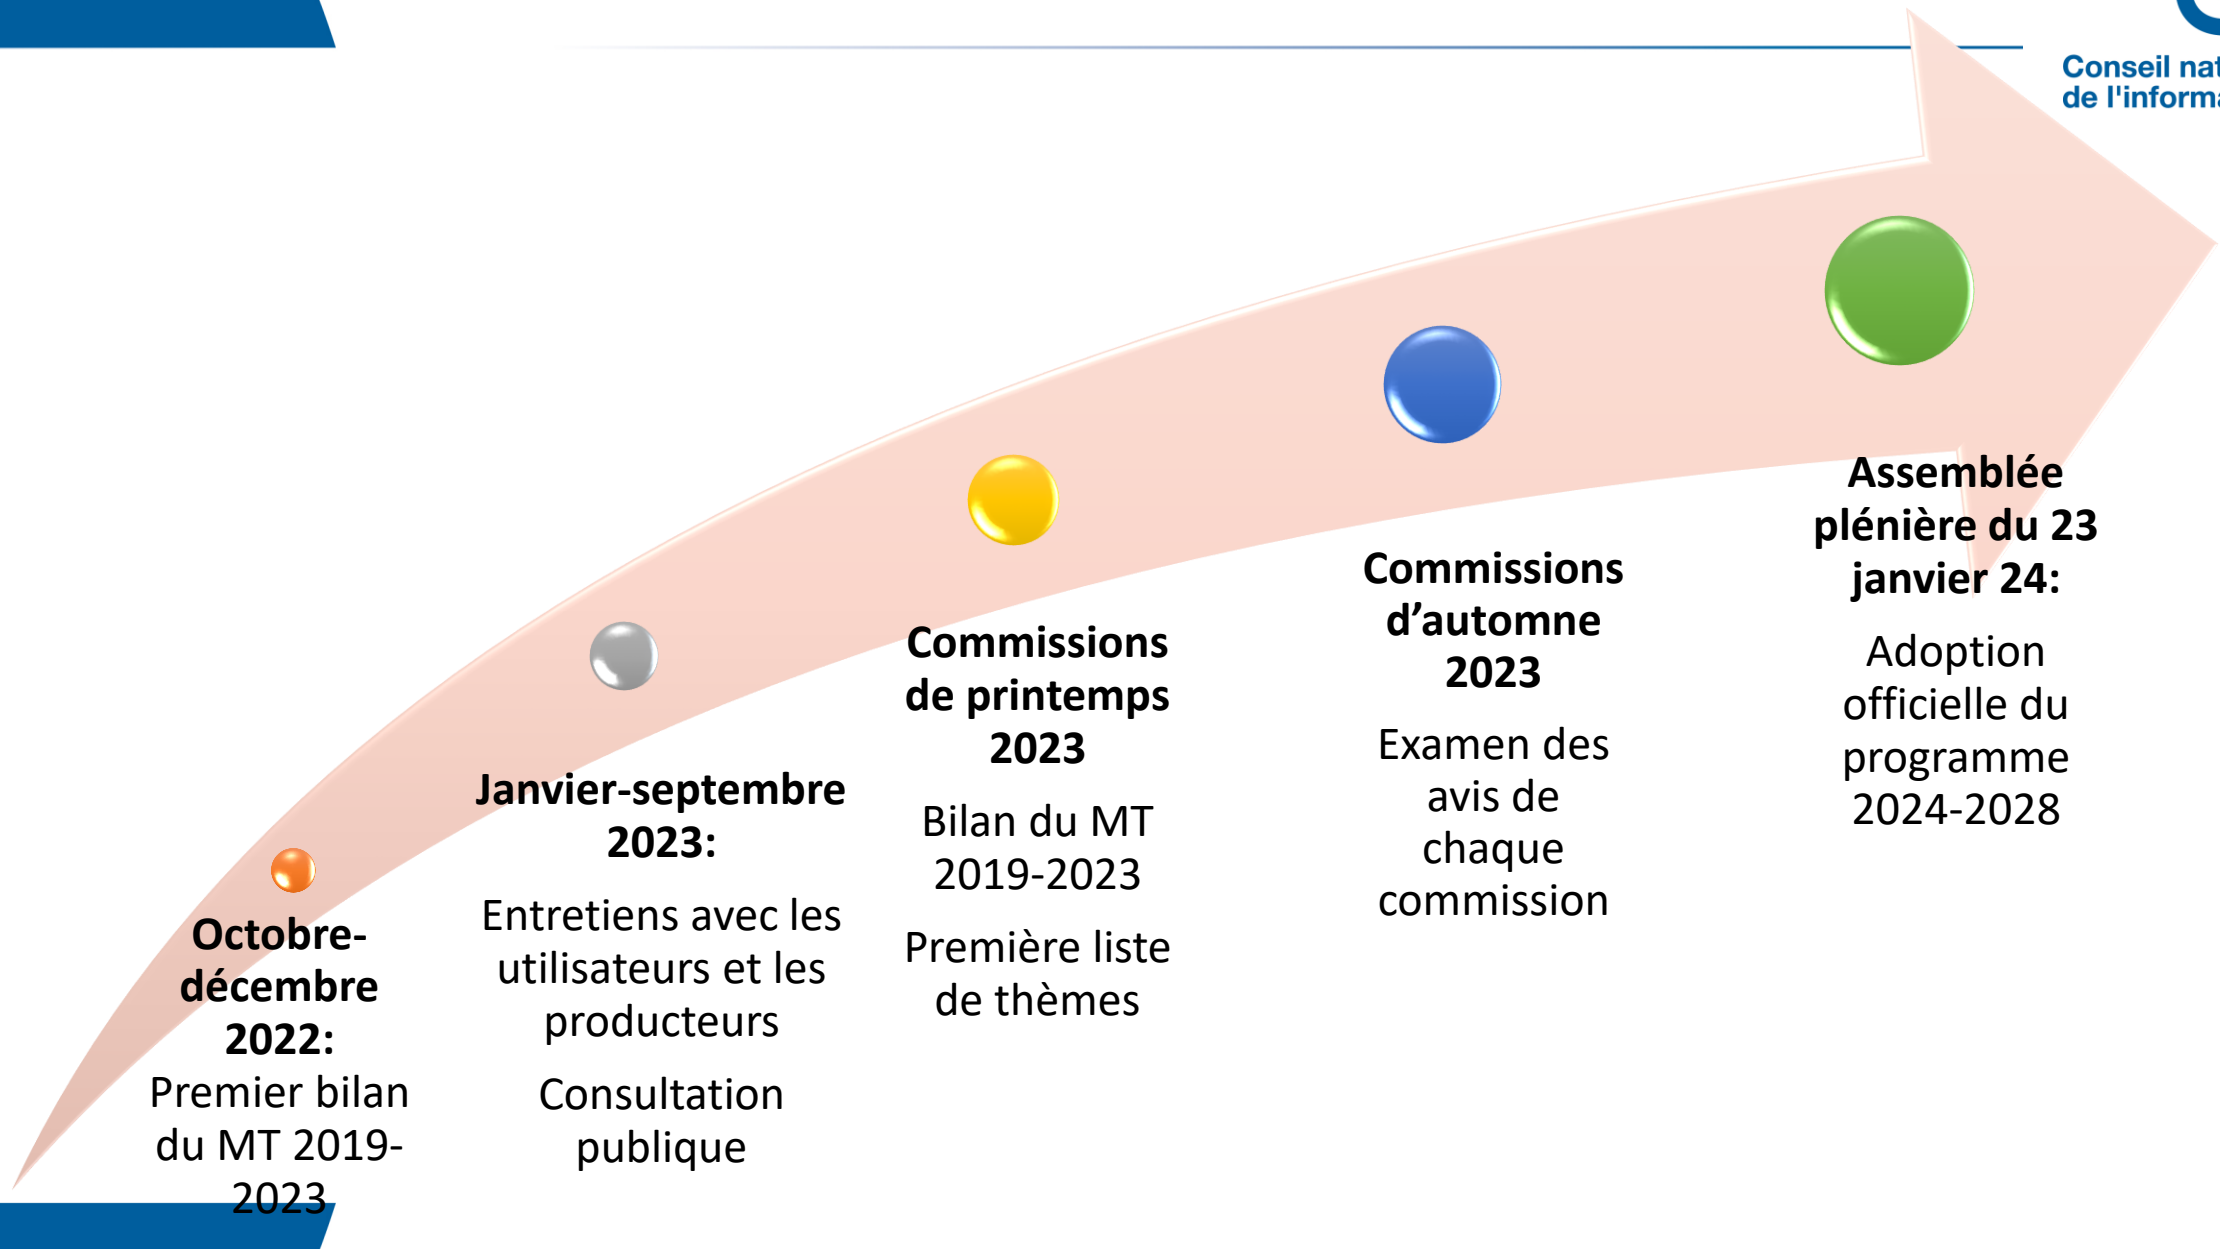 Conseil nat
de l'informa
Octobre-
décembre
2022:
Premier bilan
du MT 2019-
2023
Janvier-septembre
2023:
Entretiens avec les
utilisateurs et les
producteurs
Consultation
publique
Commissions
de printemps
2023
Bilan du MT
2019-2023
Première liste
de thèmes
Commissions
d’automne
2023
Examen des
avis de
chaque
commission
Assemblée
plénière du 23
janvier 24:
Adoption
officielle du
programme
2024-2028